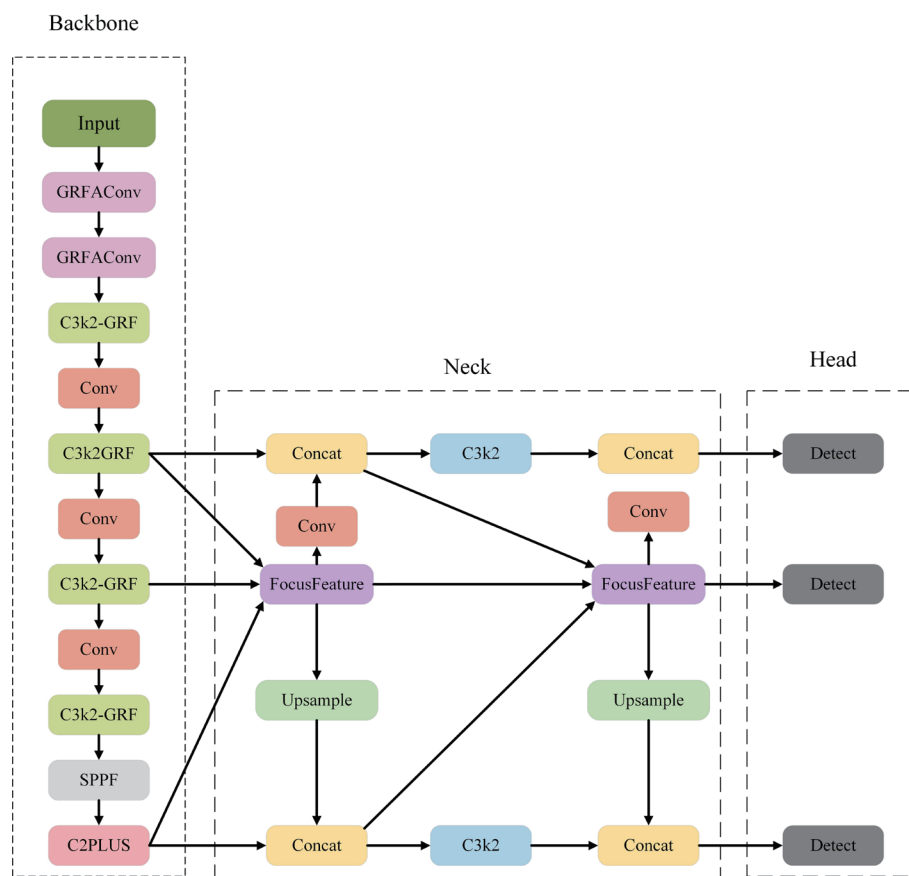 Backbone
Input
GRFAConv
GRFAConv
C3k2-GRF
Conv
C3k2GRF
Conv
C3k2-GRF
Conv
C3k2-GRF
SPPF
C2PLUS
Neck
Concat
C3k2
Concat
Conv
Conv
FocusFeature
FocusFeature
Upsample
Upsample
Concat
C3k2
Concat
Head
Detect
Detect
Detect